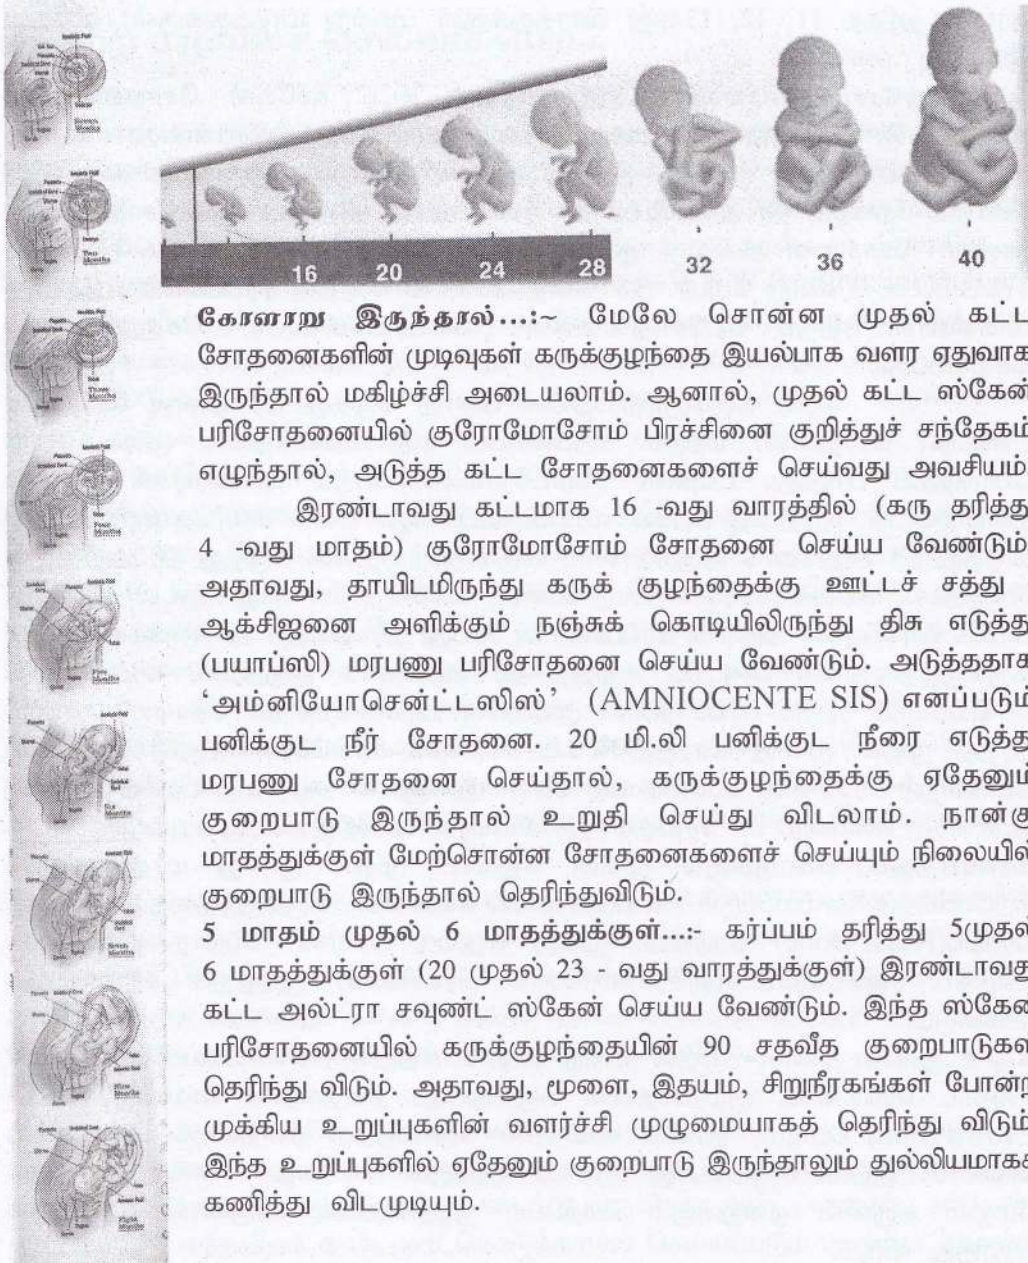 16 20 24 28 32 36 40
கோளாறு இருந்தால்...:- மேலே சொன்ன முதல் கட்ட
சோதனைகளின் முடிவுகள் கருக்குழந்தை இயல்பாக வளர ஏதுவாக
இருந்தால் மகிழ்ச்சி அடையலாம். ஆனால், முதல் கட்ட ஸ்கேன்
பரிசோதனையில் குரோமோசோம் பிரச்சினை குறித்துச் சந்தேகம்
எழுந்தால், அடுத்த கட்ட சோதனைகளைச் செய்வது அவசியம்.
இரண்டாவது கட்டமாக 16 -வது வாரத்தில் (கரு தரித்து
4 -வது மாதம்) குரோமோசோம் சோதனை செய்ய வேண்டும்.
அதாவது, தாயிடமிருந்து கருக் குழந்தைக்கு ஊட்டச் சத்து -
ஆக்சிஜனை அளிக்கும் நஞ்சுக் கொடியிலிருந்து திசு எடுத்து
(பயாப்ஸி) மரபணு பரிசோதனை செய்ய வேண்டும். அடுத்ததாக
‘அம்னியோசென்ட்டஸிஸ்’ (AMNIOCENTE SIS) எனப்படும்
பனிக்குட நீர் சோதனை. 20 மி.லி பனிக்குட நீரை எடுத்து
மரபணு சோதனை செய்தால், கருக்குழந்தைக்கு ஏதேனும்
குறைபாடு இருந்தால் உறுதி செய்து விடலாம். நான்கு
மாதத்துக்குள் மேற்சொன்ன சோதனைகளைச் செய்யும் நிலையில்
குறைபாடு இருந்தால் தெரிந்துவிடும்.
5 மாதம் முதல் 6 மாதத்துக்குள்...:- கர்ப்பம் தரித்து 5முதல்
6 மாதத்துக்குள் (20 முதல் 23 - வது வாரத்துக்குள்) இரண்டாவது
கட்ட அல்ட்ரா சவுண்ட் ஸ்கேன் செய்ய வேண்டும். இந்த ஸ்கேன்
பரிசோதனையில் கருக்குழந்தையின் 90 சதவீத குறைபாடுகள்
தெரிந்து விடும். அதாவது, மூளை, இதயம், சிறுநீரகங்கள் போன்ற
முக்கிய உறுப்புகளின் வளர்ச்சி முழுமையாகத் தெரிந்து விடும்.
இந்த உறுப்புகளில் ஏதேனும் குறைபாடு இருந்தாலும் துல்லியமாகக்
கணித்து விடமுடியும்.